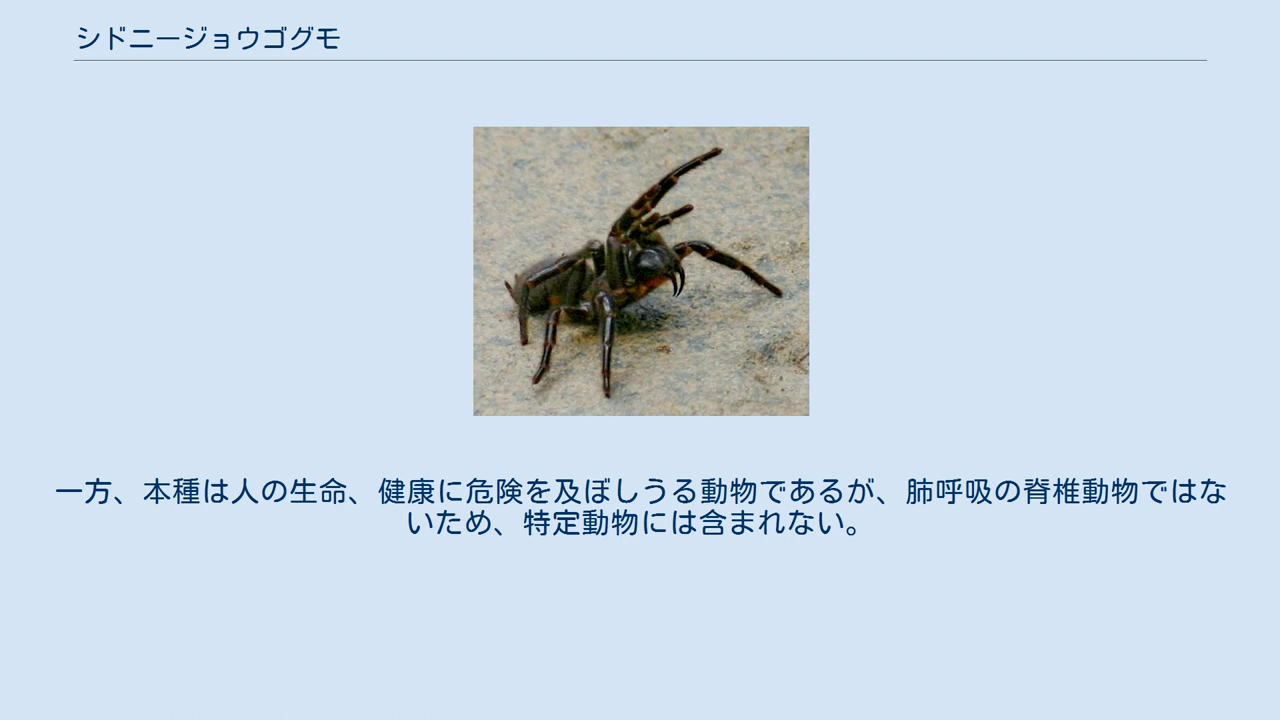 シドニージョウゴグモ
一方、本種は人の生命、健康に危険を及ぼしうる動物であるが、肺呼吸の脊椎動物ではな
いため、特定動物には含まれない。